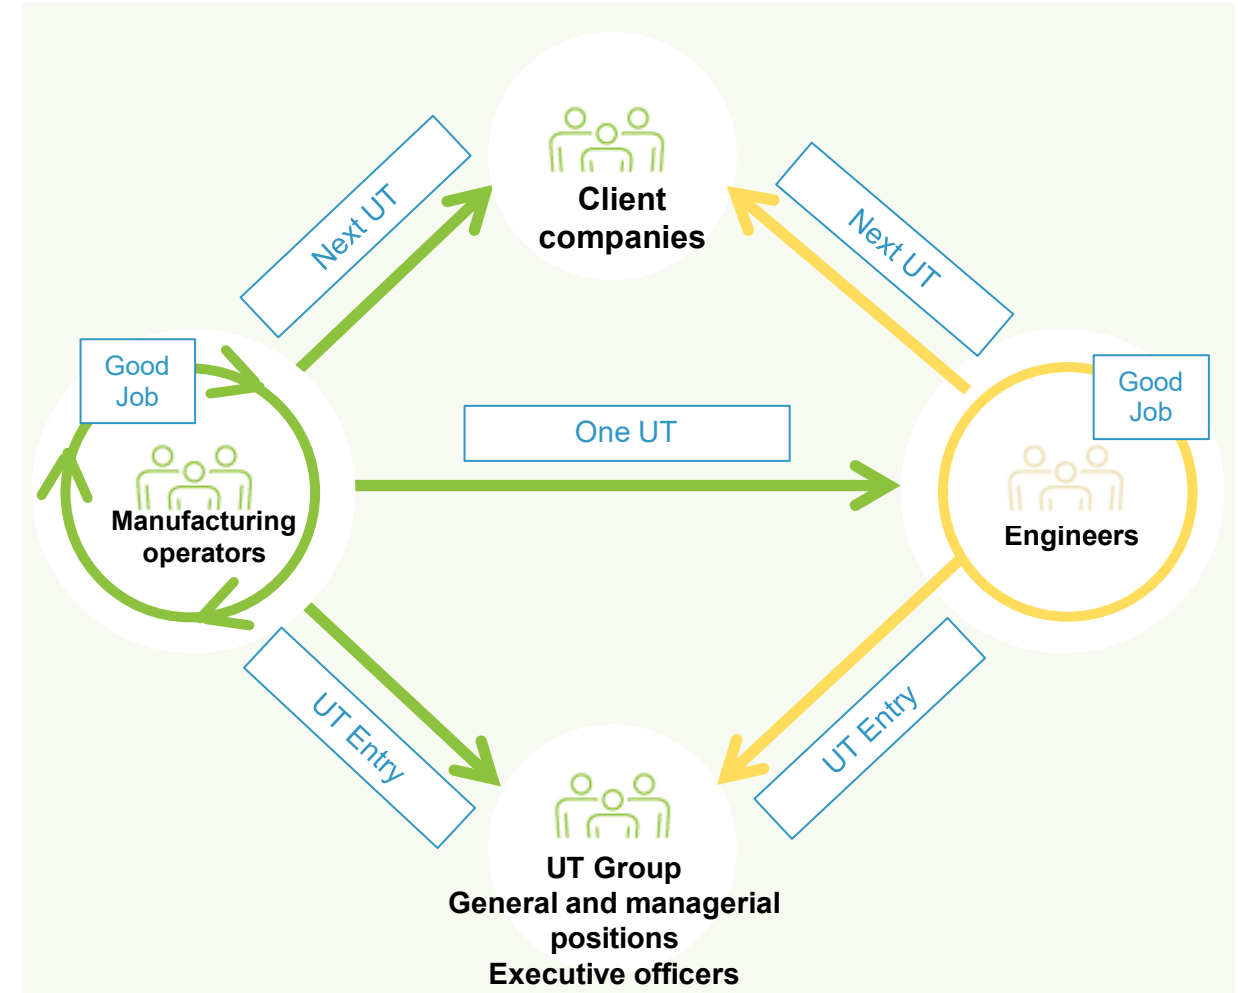 Client
companies
Next UT
Next UT
Good
Job
Good
Job
One UT
Manufacturing
operators
Engineers
UT Entry
UT Entry
UT Group
General and managerial
positions
Executive officers